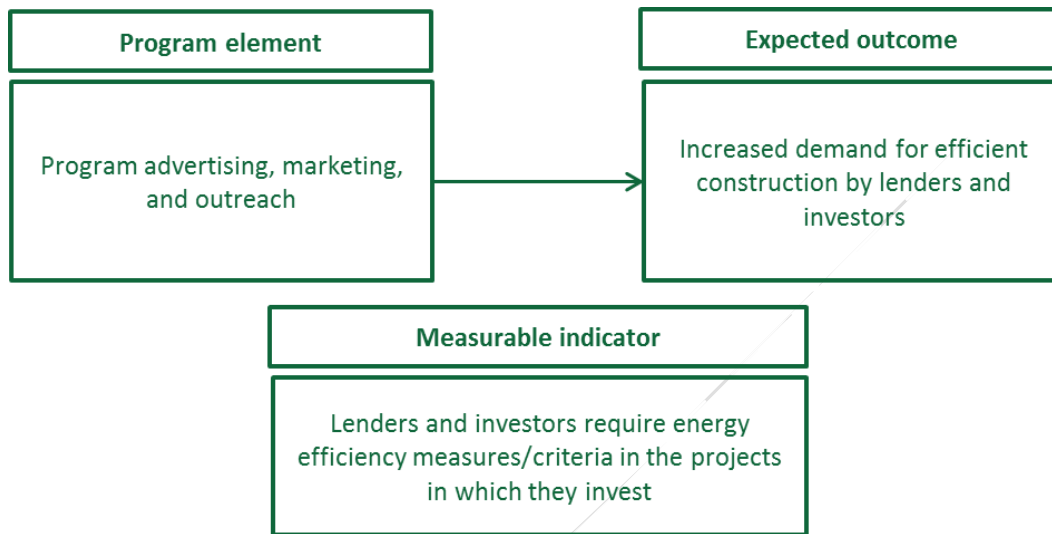 Program element
Program advertising, marketing,
and outreach
Expected outcome
Increased demand for efficient
construction by lenders and
investors
Measurable indicator
Lenders and investors require energy
efficiency measures/criteria in the projects
in which they invest